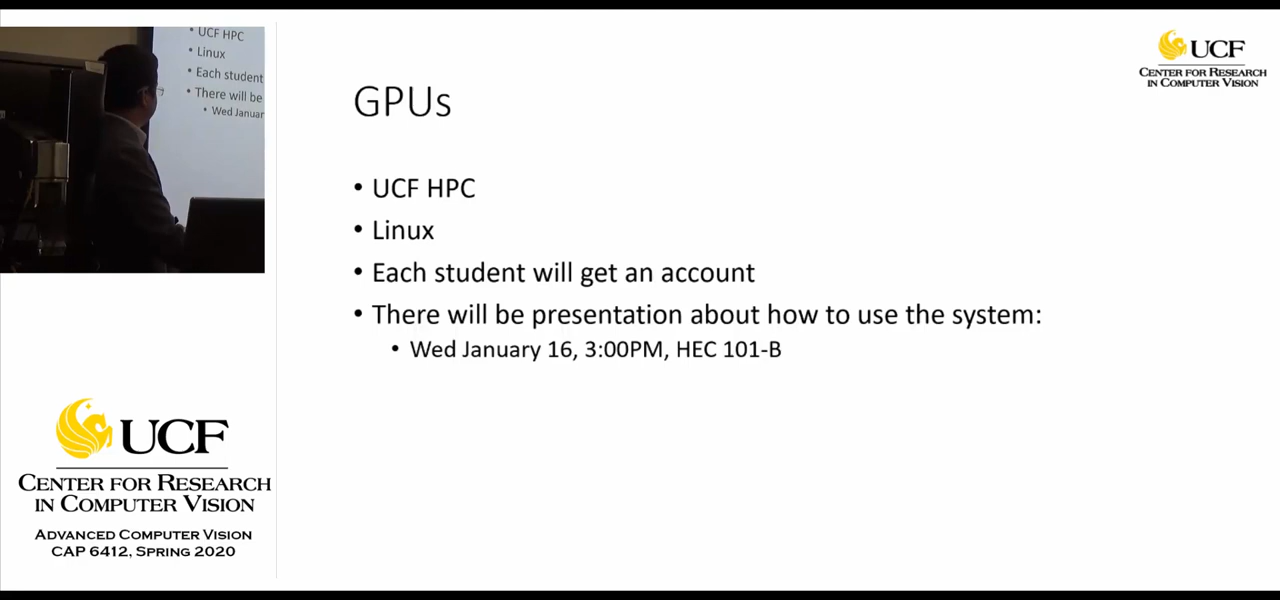 UCF HPC
Linux
Each student
There will be
Wed Januar
UCF
CENTER FOR RESEARCH
IN COMPUTER VISION
GPUs
• UCF HPC
• Linux
• Each student will get an account
• There will be presentation about how to use the system:
• Wed January 16, 3:00PM, HEC 101-B
UCF
CENTER FOR RESEARCH
IN COMPUTER VISION
ADVANCED COMPUTER VISION
CAP 6412, SPRING 2020